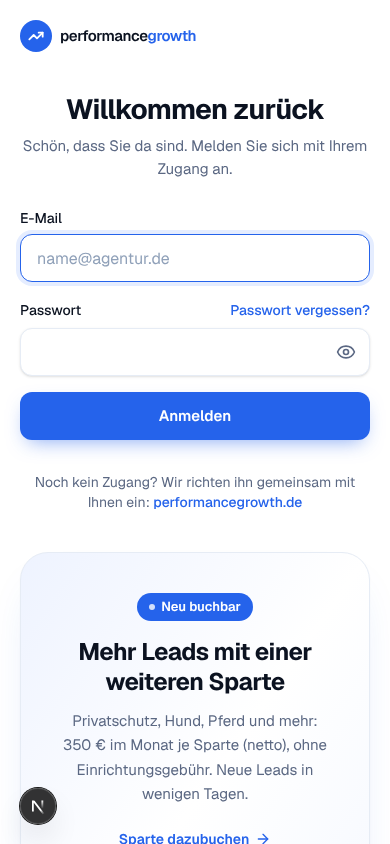 performancegrowth
Willkommen zurück
Schön, dass Sie da sind. Melden Sie sich mit Ihrem
Zugang an.
E-Mail
name@agentur.de
Passwort
Passwort vergessen?
Anmelden
Noch kein Zugang? Wir richten ihn gemeinsam mit
Ihnen ein: performancegrowth.de
Neu buchbar
Mehr Leads mit einer
weiteren Sparte
Privatschutz, Hund, Pferd und mehr:
350 € im Monat je Sparte (netto), ohne
Einrichtungsgebühr. Neue Leads in
wenigen Tagen.
N
Sparte dazubuchen